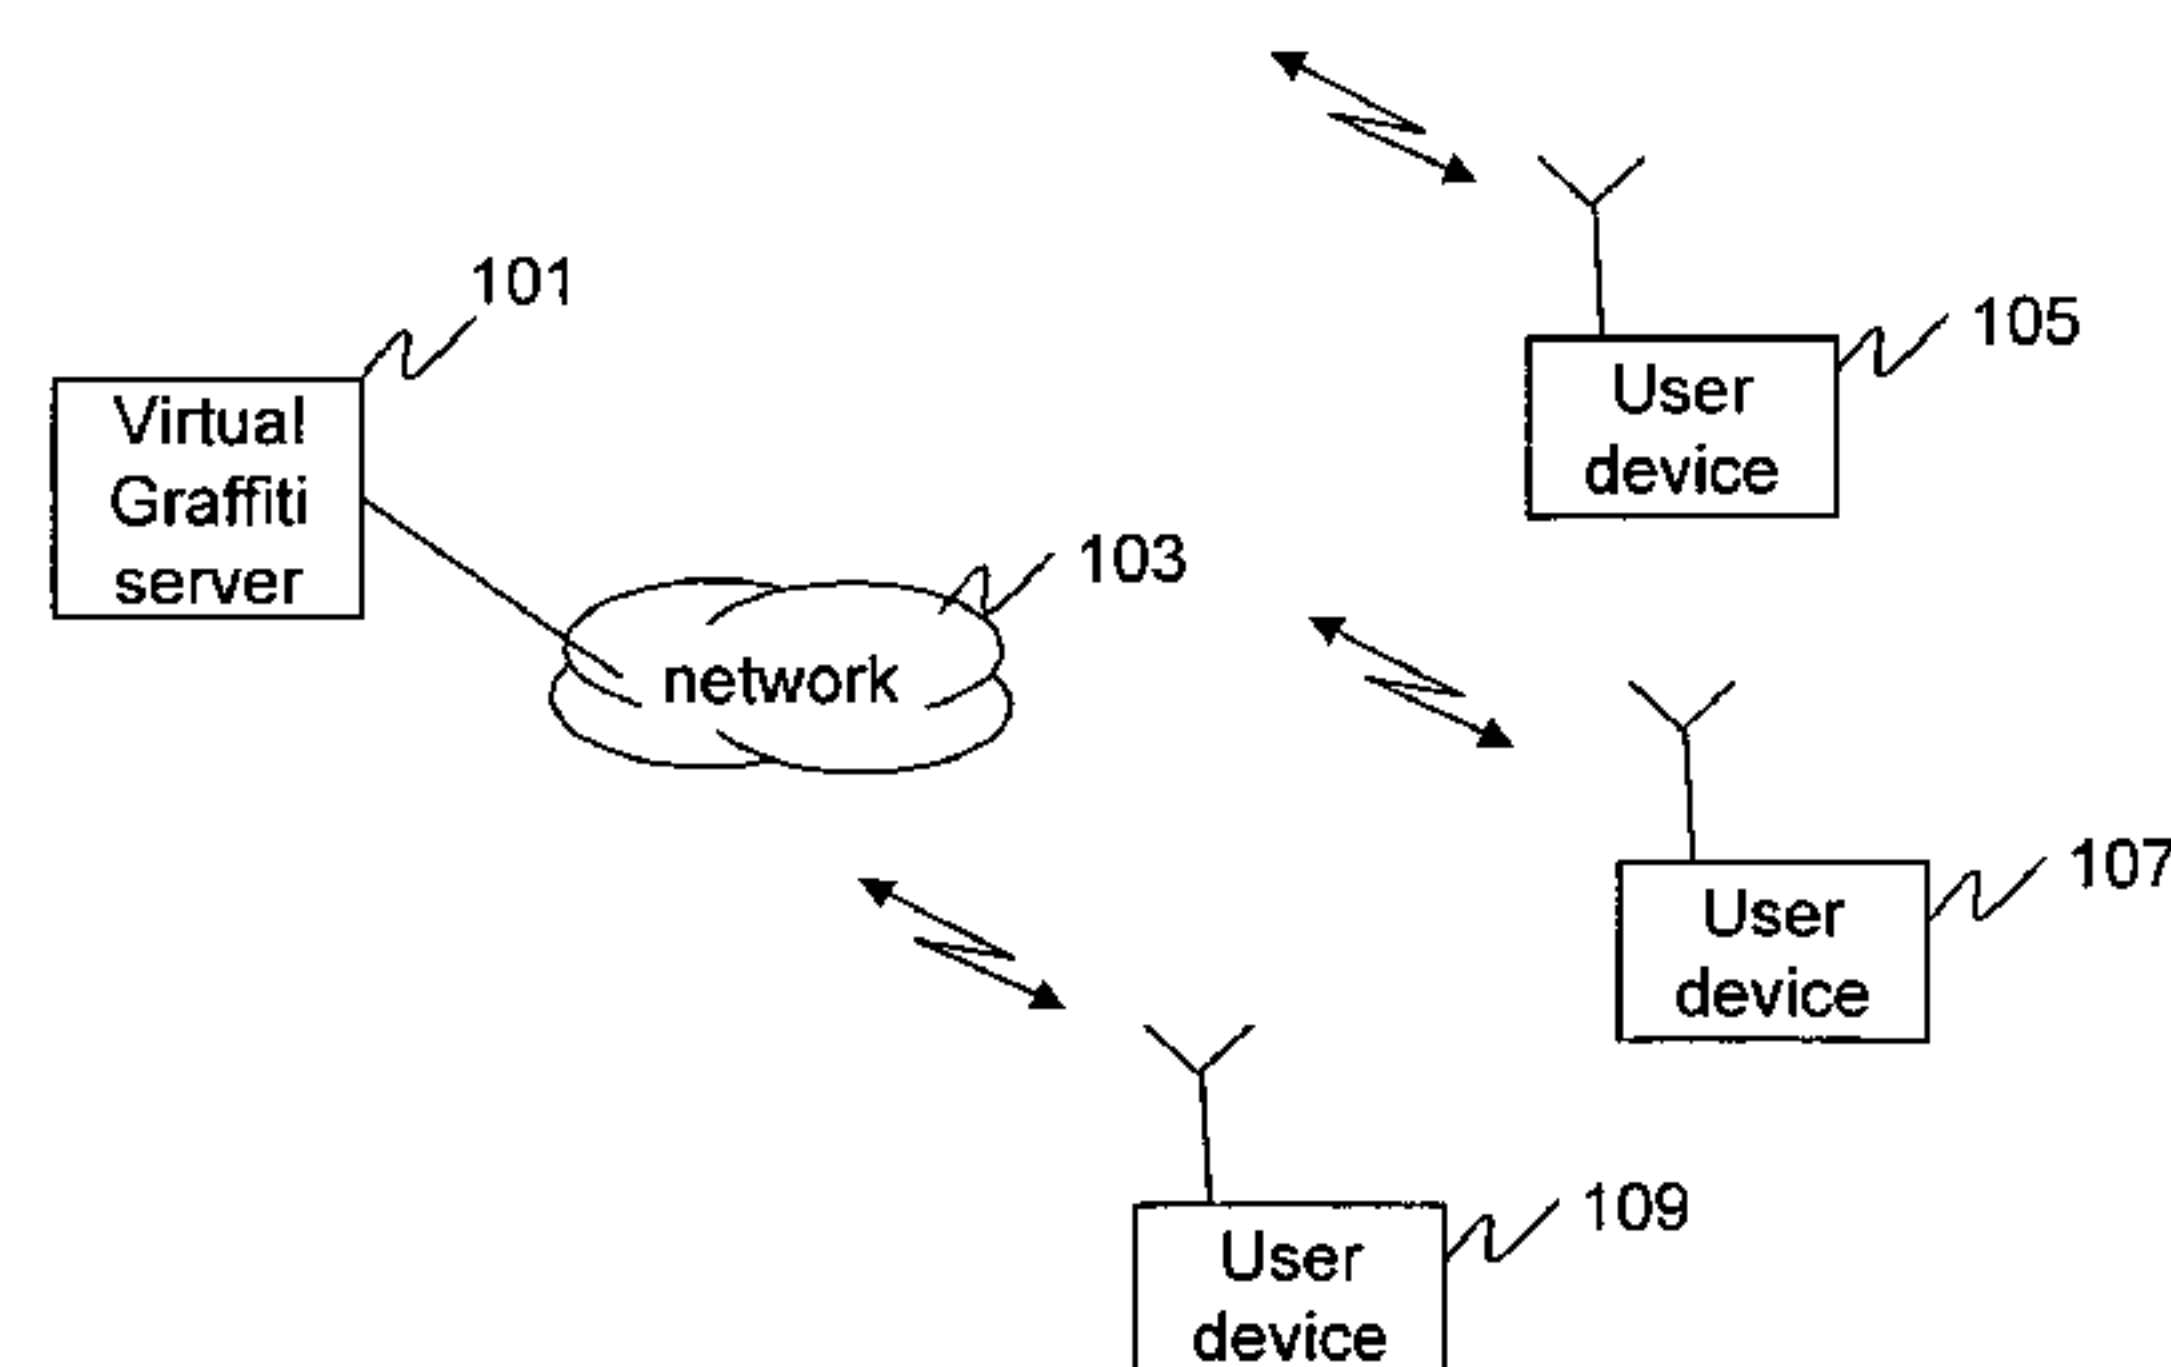 101
Virtual
Graffiti
server
103
network
105
User
device
107
User
device
109
User
device